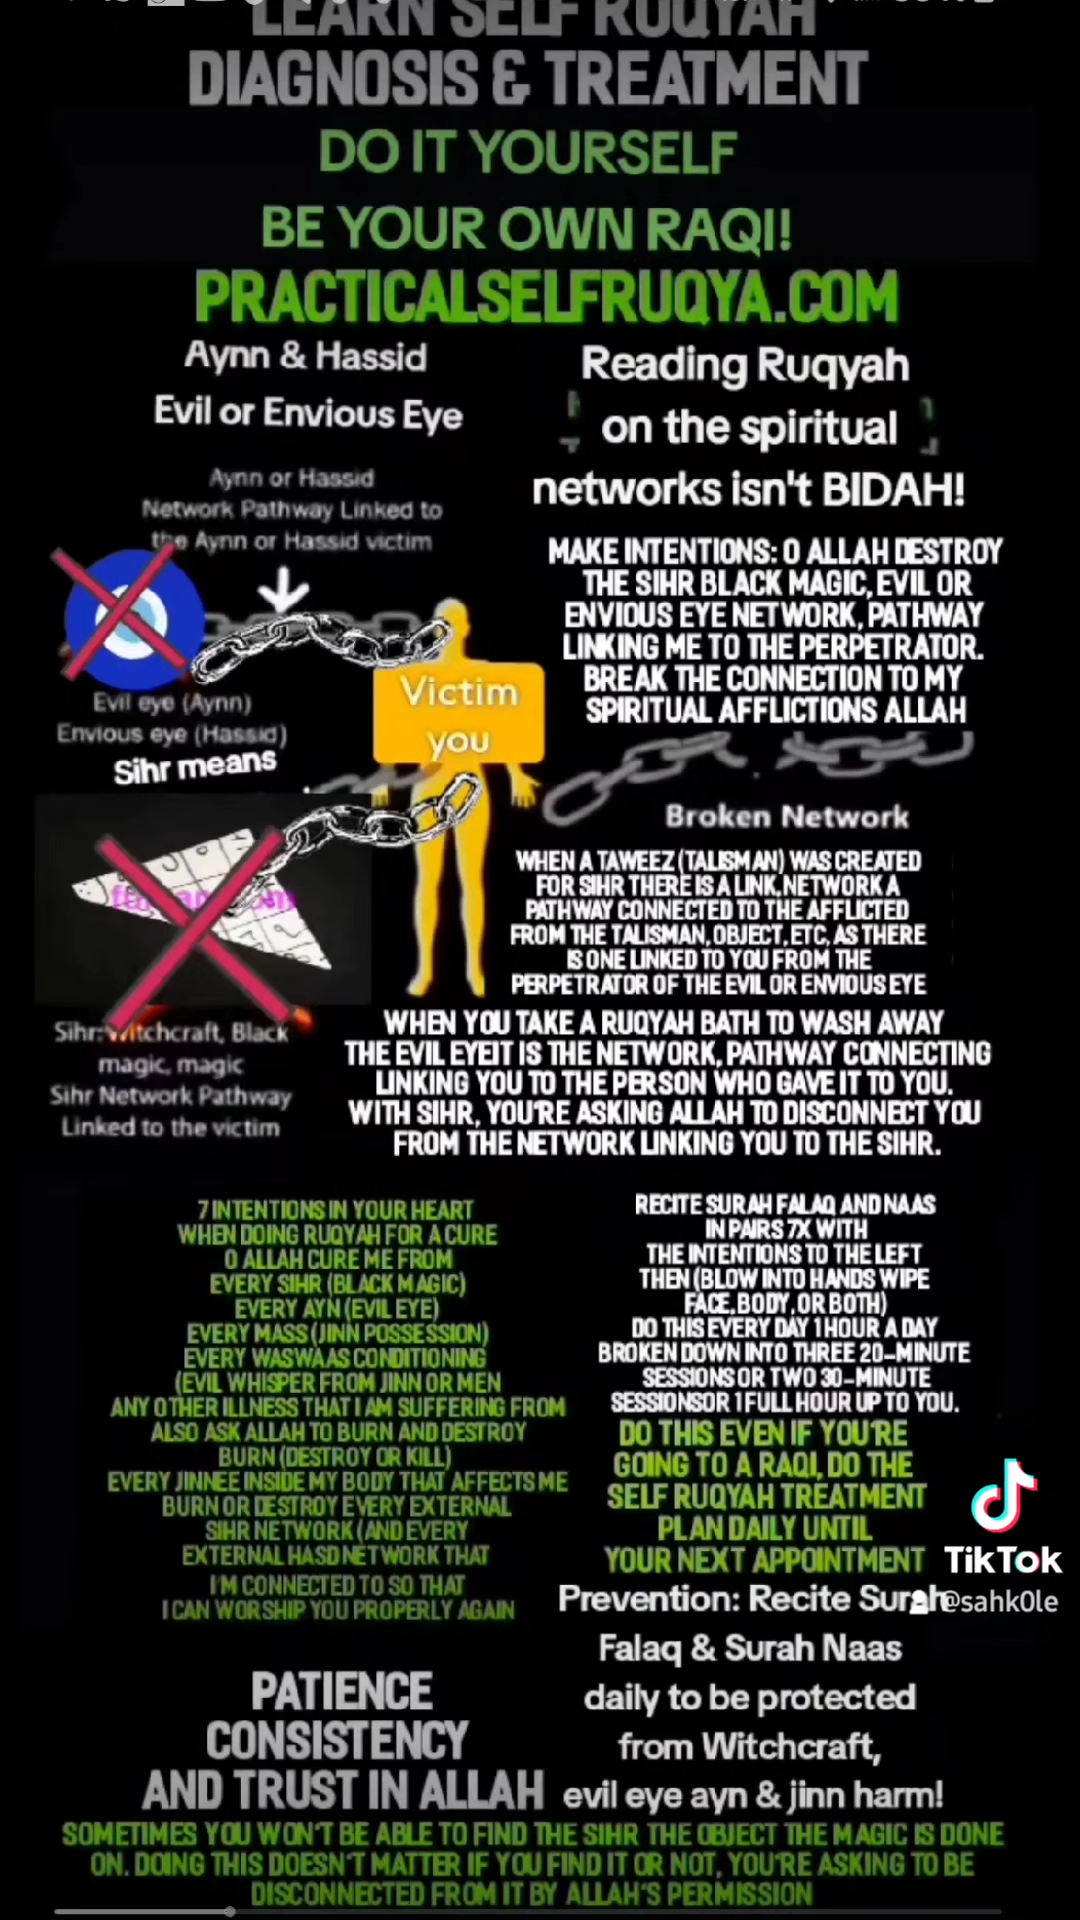 LEARN SELF RUQYAH
DIAGNOSIS & TREATMENT
DO IT YOURSELF
BE YOUR OWN RAQI!
PRACTICALSELFRUQYA.COM
Aynn & Hassid
Evil or Envious Eye
Aynn or Hassid
Network Pathway Linked to
the Aynn or Hassid victim
Evil eye (Aynn)
Envious eye (Hassid)
Sihr means
Victim
you
Sihr: Witchcraft, Black
magic, magic
Sihr Network Pathway
Linked to the victim
Reading Ruqyah
on the spiritual
networks isn't BIDAH!
MAKE INTENTIONS: O ALLAH DESTROY
THE SIHR BLACK MAGIC, EVIL OR
ENVIOUS EYE NETWORK, PATHWAY
LINKING ME TO THE PERPETRATOR.
BREAK THE CONNECTION TO MY
SPIRITUAL AFFLICTIONS ALLAH
Broken Network
WHEN A TAWEEZ (TALISMAN) WAS CREATED
FOR SIHR THERE IS A LINK, NETWORK A
PATHWAY CONNECTED TO THE AFFLICTED
FROM THE TALISMAN, OBJECT, ETC, AS THERE
IS ONE LINKED TO YOU FROM THE
PERPETRATOR OF THE EVIL OR ENVIOUS EYE
WHEN YOU TAKE A RUQYAH BATH TO WASH AWAY
THE EVIL EYEIT IS THE NETWORK, PATHWAY CONNECTING
LINKING YOU TO THE PERSON WHO GAVE IT TO YOU.
WITH SIHR, YOU'RE ASKING ALLAH TO DISCONNECT YOU
FROM THE NETWORK LINKING YOU TO THE SIHR.
7 INTENTIONS IN YOUR HEART
WHEN DOING RUQYAH FOR A CURE
O ALLAH CURE ME FROM
EVERY SIHR (BLACK MAGIC)
EVERY AYN (EVIL EYE)
EVERY MASS (JINN POSSESSION)
EVERY WASWAAS CONDITIONING
(EVIL WHISPER FROM JINN OR MEN
ANY OTHER ILLNESS THAT I AM SUFFERING FROM
ALSO ASK ALLAH TO BURN AND DESTROY
BURN (DESTROY OR KILL)
EVERY JINNEE INSIDE MY BODY THAT AFFECTS ME
BURN OR DESTROY EVERY EXTERNAL
SIHR NETWORK (AND EVERY
EXTERNAL HASD NETWORK THAT
I'M CONNECTED TO SO THAT
I CAN WORSHIP YOU PROPERLY AGAIN
RECITE SURAH FALAQ AND NAAS
IN PAIRS 7X WITH
THE INTENTIONS TO THE LEFT
THEN (BLOW INTO HANDS WIPE
FACE, BODY, OR BOTH)
DO THIS EVERY DAY 1 HOUR A DAY
BROKEN DOWN INTO THREE 20-MINUTE
SESSIONS OR TWO 30-MINUTE
SESSIONSOR 1 FULL HOUR UP TO YOU.
DO THIS EVEN IF YOU'RE
GOING TO A RAQI, DO THE
SELF RUQYAH TREATMENT
PLAN DAILY UNTIL
YOUR NEXT APPOINTMENT
Prevention: Recite Surah
Falaq & Surah Naas
daily to be protected
from Witchcraft,
evil eye ayn & jinn harm!
TikTok
@sahk0le
PATIENCE
CONSISTENCY
AND TRUST IN ALLAH
SOMETIMES YOU WON'T BE ABLE TO FIND THE SIHR THE OBJECT THE MAGIC IS DONE
ON. DOING THIS DOESN'T MATTER IF YOU FIND IT OR NOT, YOU'RE ASKING TO BE
DISCONNECTED FROM IT BY ALLAH'S PERMISSION